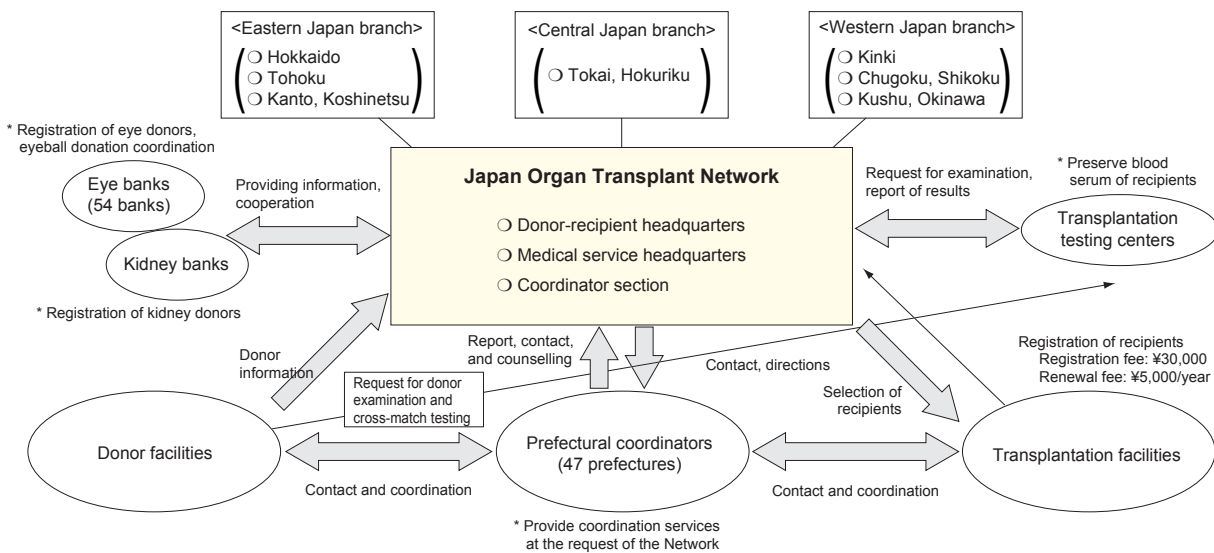 <Eastern Japan branch>
❍ Hokkaido
❍ Tohoku
❍ Kanto, Koshinetsu
<Central Japan branch>
❍ Tokai, Hokuriku
<Western Japan branch>
❍ Kinki
❍ Chugoku, Shikoku
❍ Kushu, Okinawa
* Registration of eye donors,
eyeball donation coordination
Eye banks
(54 banks)
Kidney banks
* Registration of kidney donors
Providing information,
cooperation
Japan Organ Transplant Network
❍ Donor-recipient headquarters
❍ Medical service headquarters
❍ Coordinator section
Request for examination,
report of results
* Preserve blood
serum of recipients
Transplantation
testing centers
Donor
information
Report, contact,
and counselling
Contact, directions
Registration of recipients
Registration fee: ¥30,000
Renewal fee: ¥5,000/year
Request for donor
examination and
cross-match testing
Selection of
recipients
Donor facilities
Contact and coordination
Prefectural coordinators
(47 prefectures)
Contact and coordination
Transplantation facilities
* Provide coordination services
at the request of the Network